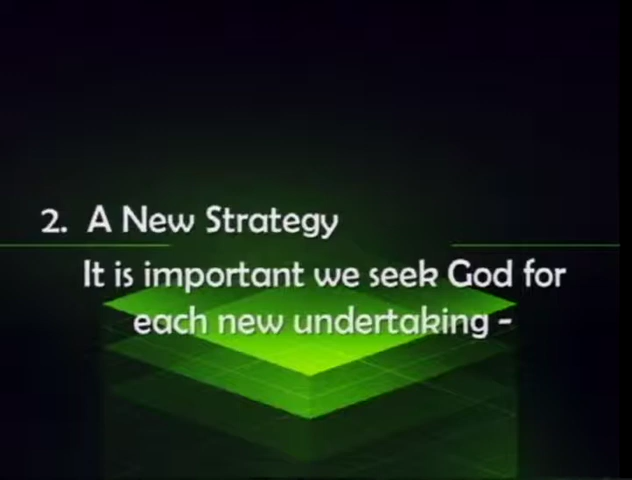 2. A New Strategy
It is important we seek God for
each new undertaking -